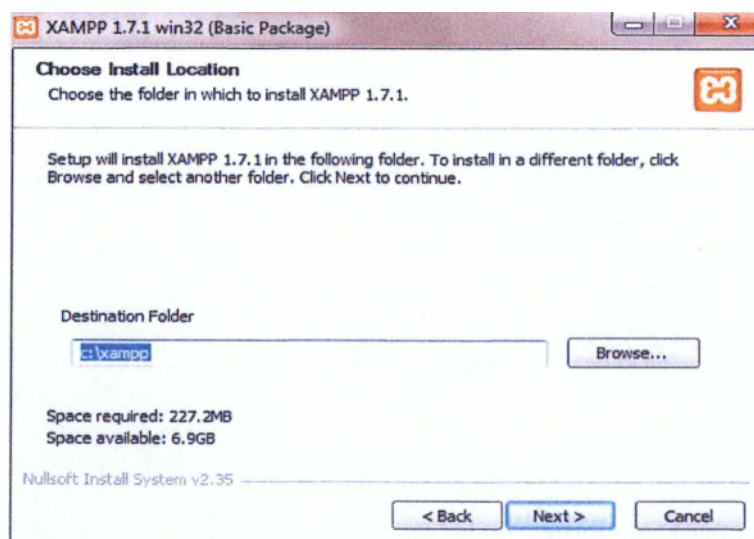 XAMPP 1.7.1 win32 (Basic Package)
Choose Install Location
Choose the folder in which to install XAMPP 1.7.1.
Setup will install XAMPP 1.7.1 in the following folder. To install in a different folder, click
Browse and select another folder. Click Next to continue.
Destination Folder
c:\xampp
Browse...
Space required: 227.2MB
Space available: 6.9GB
Nullsoft Install System v2.35
< Back
Next >
Cancel